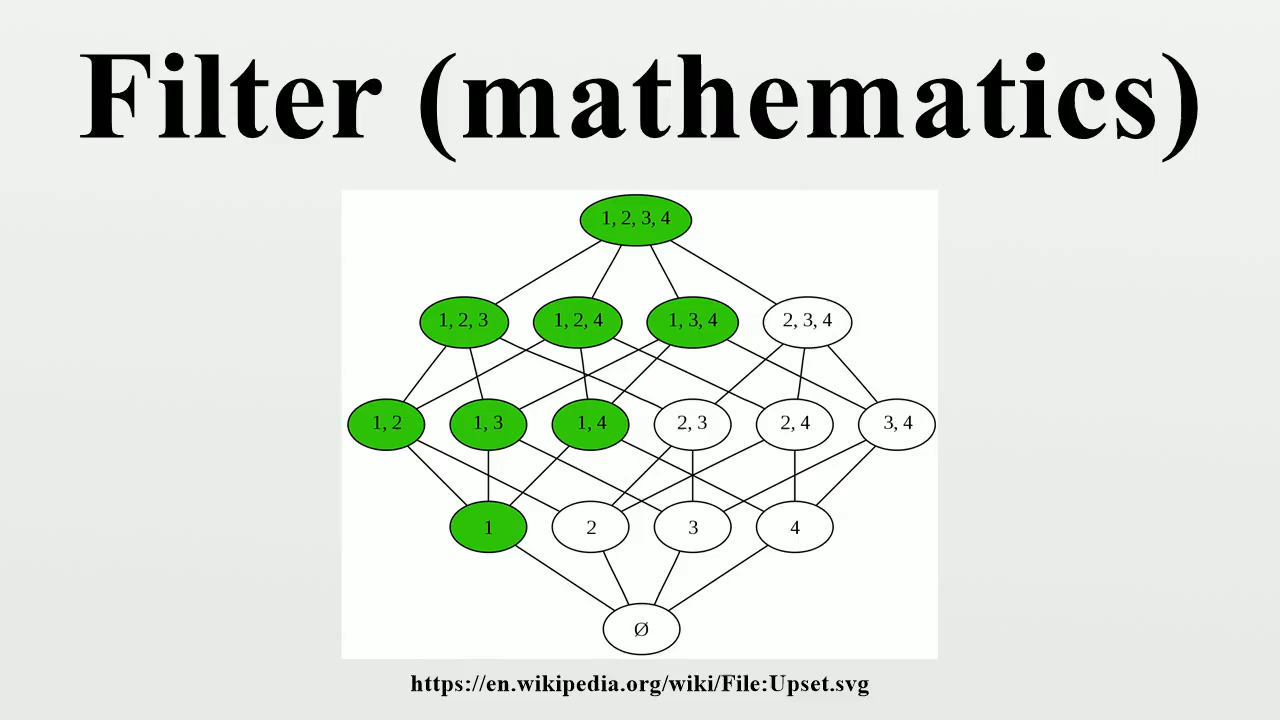 Filter (mathematics)
1, 2, 3, 4
1, 2, 3
1, 2, 4
1, 3, 4
2, 3, 4
1, 2
1, 3
1, 4
2, 3
2, 4
3, 4
1
2
3
4
Ø
https://en.wikipedia.org/wiki/File:Upset.svg